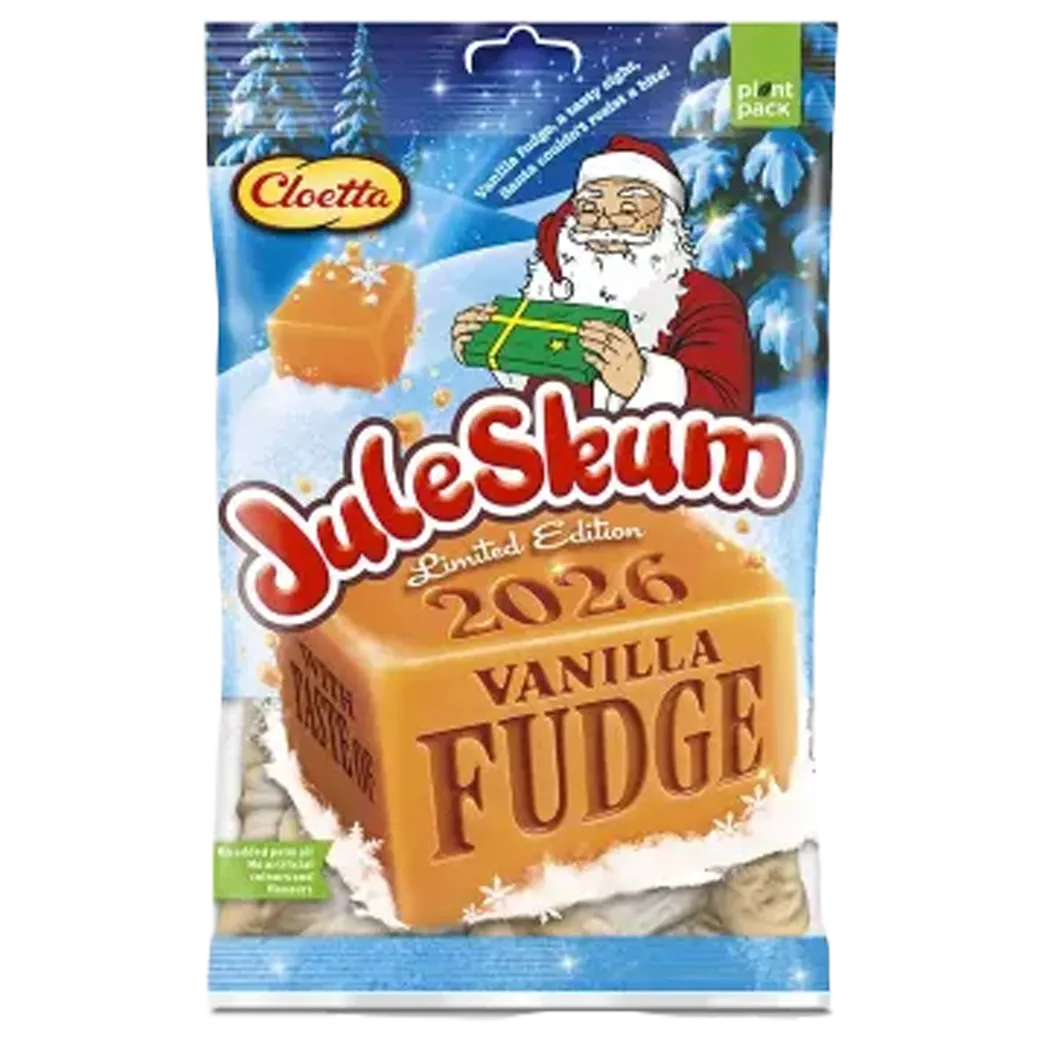 Vanilla fudge, a tasty sight,
Santa couldn't resist a bite!
plant
pack
Cloetta
JuleSkum
Limited Edition
2026
WITH
TASTE OF
VANILLA
FUDGE
No added palm oil
No artificial
colours and
flavours